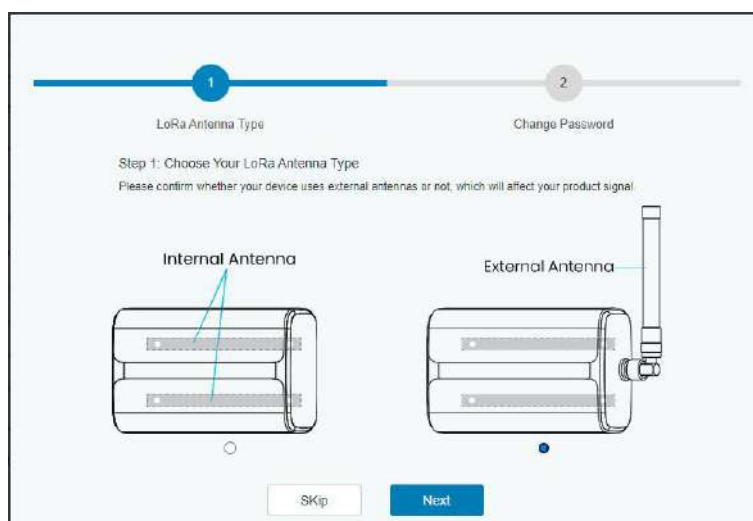 1
2
LoRa Antenna Type
Change Password
Step 1: Choose Your LoRa Antenna Type
Please confirm whether your device uses external antennas or not, which will affect your product signal.
Internal Antenna
External Antenna
SKip
Next